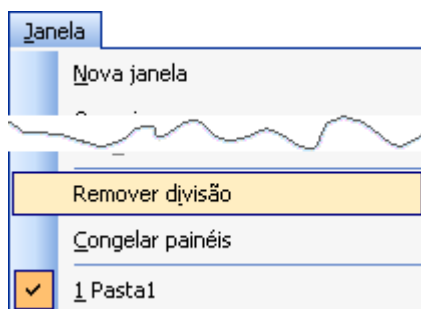 Janela
Nova janela
Remover divisão
Congelar painéis
1 Pasta1